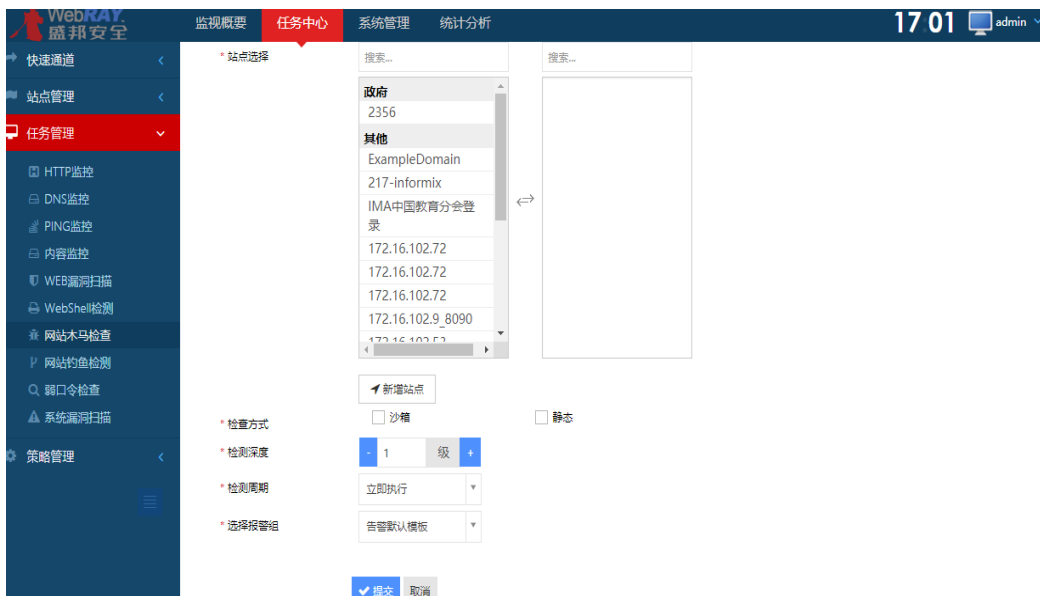 WebRAY.
盛邦安全
监视概要 任务中心 系统管理 统计分析
17:01 admin
快速通道
站点管理
任务管理
HTTP监控
DNS监控
PING监控
内容监控
WEB漏洞扫描
WebShell检测
网站木马检查
网站钓鱼检测
弱口令检查
系统漏洞扫描
策略管理
* 站点选择
搜索... 搜索...
政府
2356
其他
ExampleDomain
217-informix
IMA中国教育分会登
录
172.16.102.72
172.16.102.72
172.16.102.72
172.16.102.9_8090
新增站点
* 检查方式 沙箱 静态
* 检测深度 - 1 级 +
* 检测周期 立即执行
* 选择报警组 告警默认模板
提交 取消